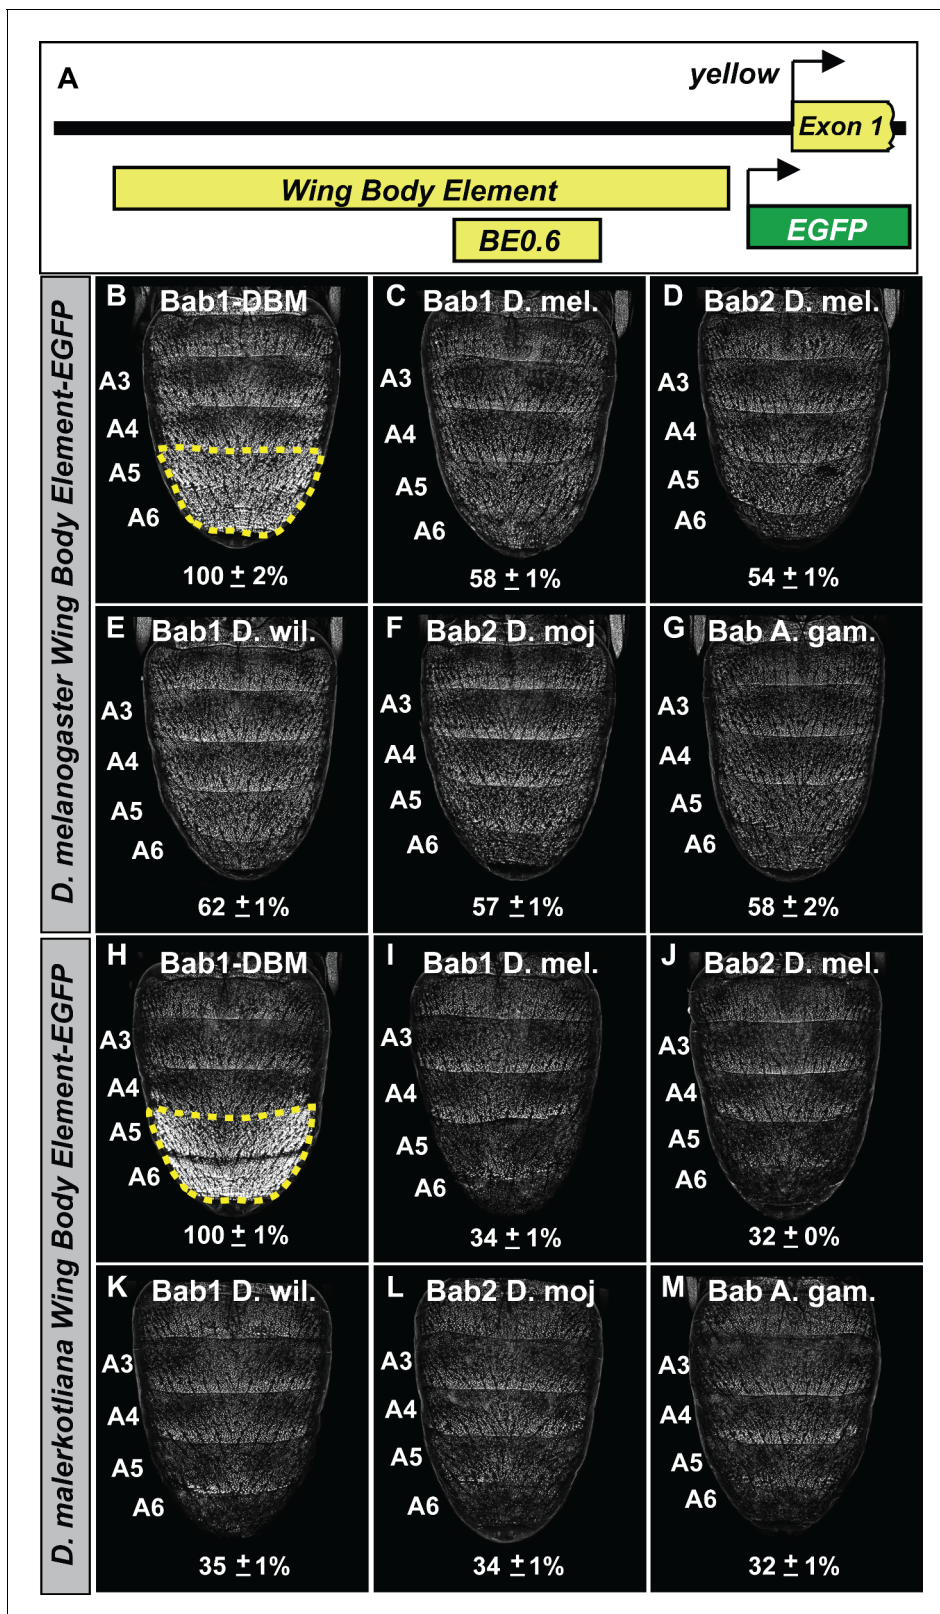 A
yellow
Exon 1
Wing Body Element
EGFP
BE0.6
D. melanogaster Wing Body Element-EGFP
B Bab1-DBM
A3
A4
A5
A6
100 ± 2%
C Bab1 D. mel.
A3
A4
A5
A6
58 ± 1%
D Bab2 D. mel.
A3
A4
A5
A6
54 ± 1%
E Bab1 D. wil.
A3
A4
A5
A6
62 ± 1%
F Bab2 D. moj
A3
A4
A5
A6
57 ± 1%
G Bab A. gam.
A3
A4
A5
A6
58 ± 2%
D. malerkotliana Wing Body Element-EGFP
H Bab1-DBM
A3
A4
A5
A6
100 ± 1%
I Bab1 D. mel.
A3
A4
A5
A6
34 ± 1%
J Bab2 D. mel.
A3
A4
A5
A6
32 ± 0%
K Bab1 D. wil.
A3
A4
A5
A6
35 ± 1%
L Bab2 D. moj
A3
A4
A5
A6
34 ± 1%
M Bab A. gam.
A3
A4
A5
A6
32 ± 1%